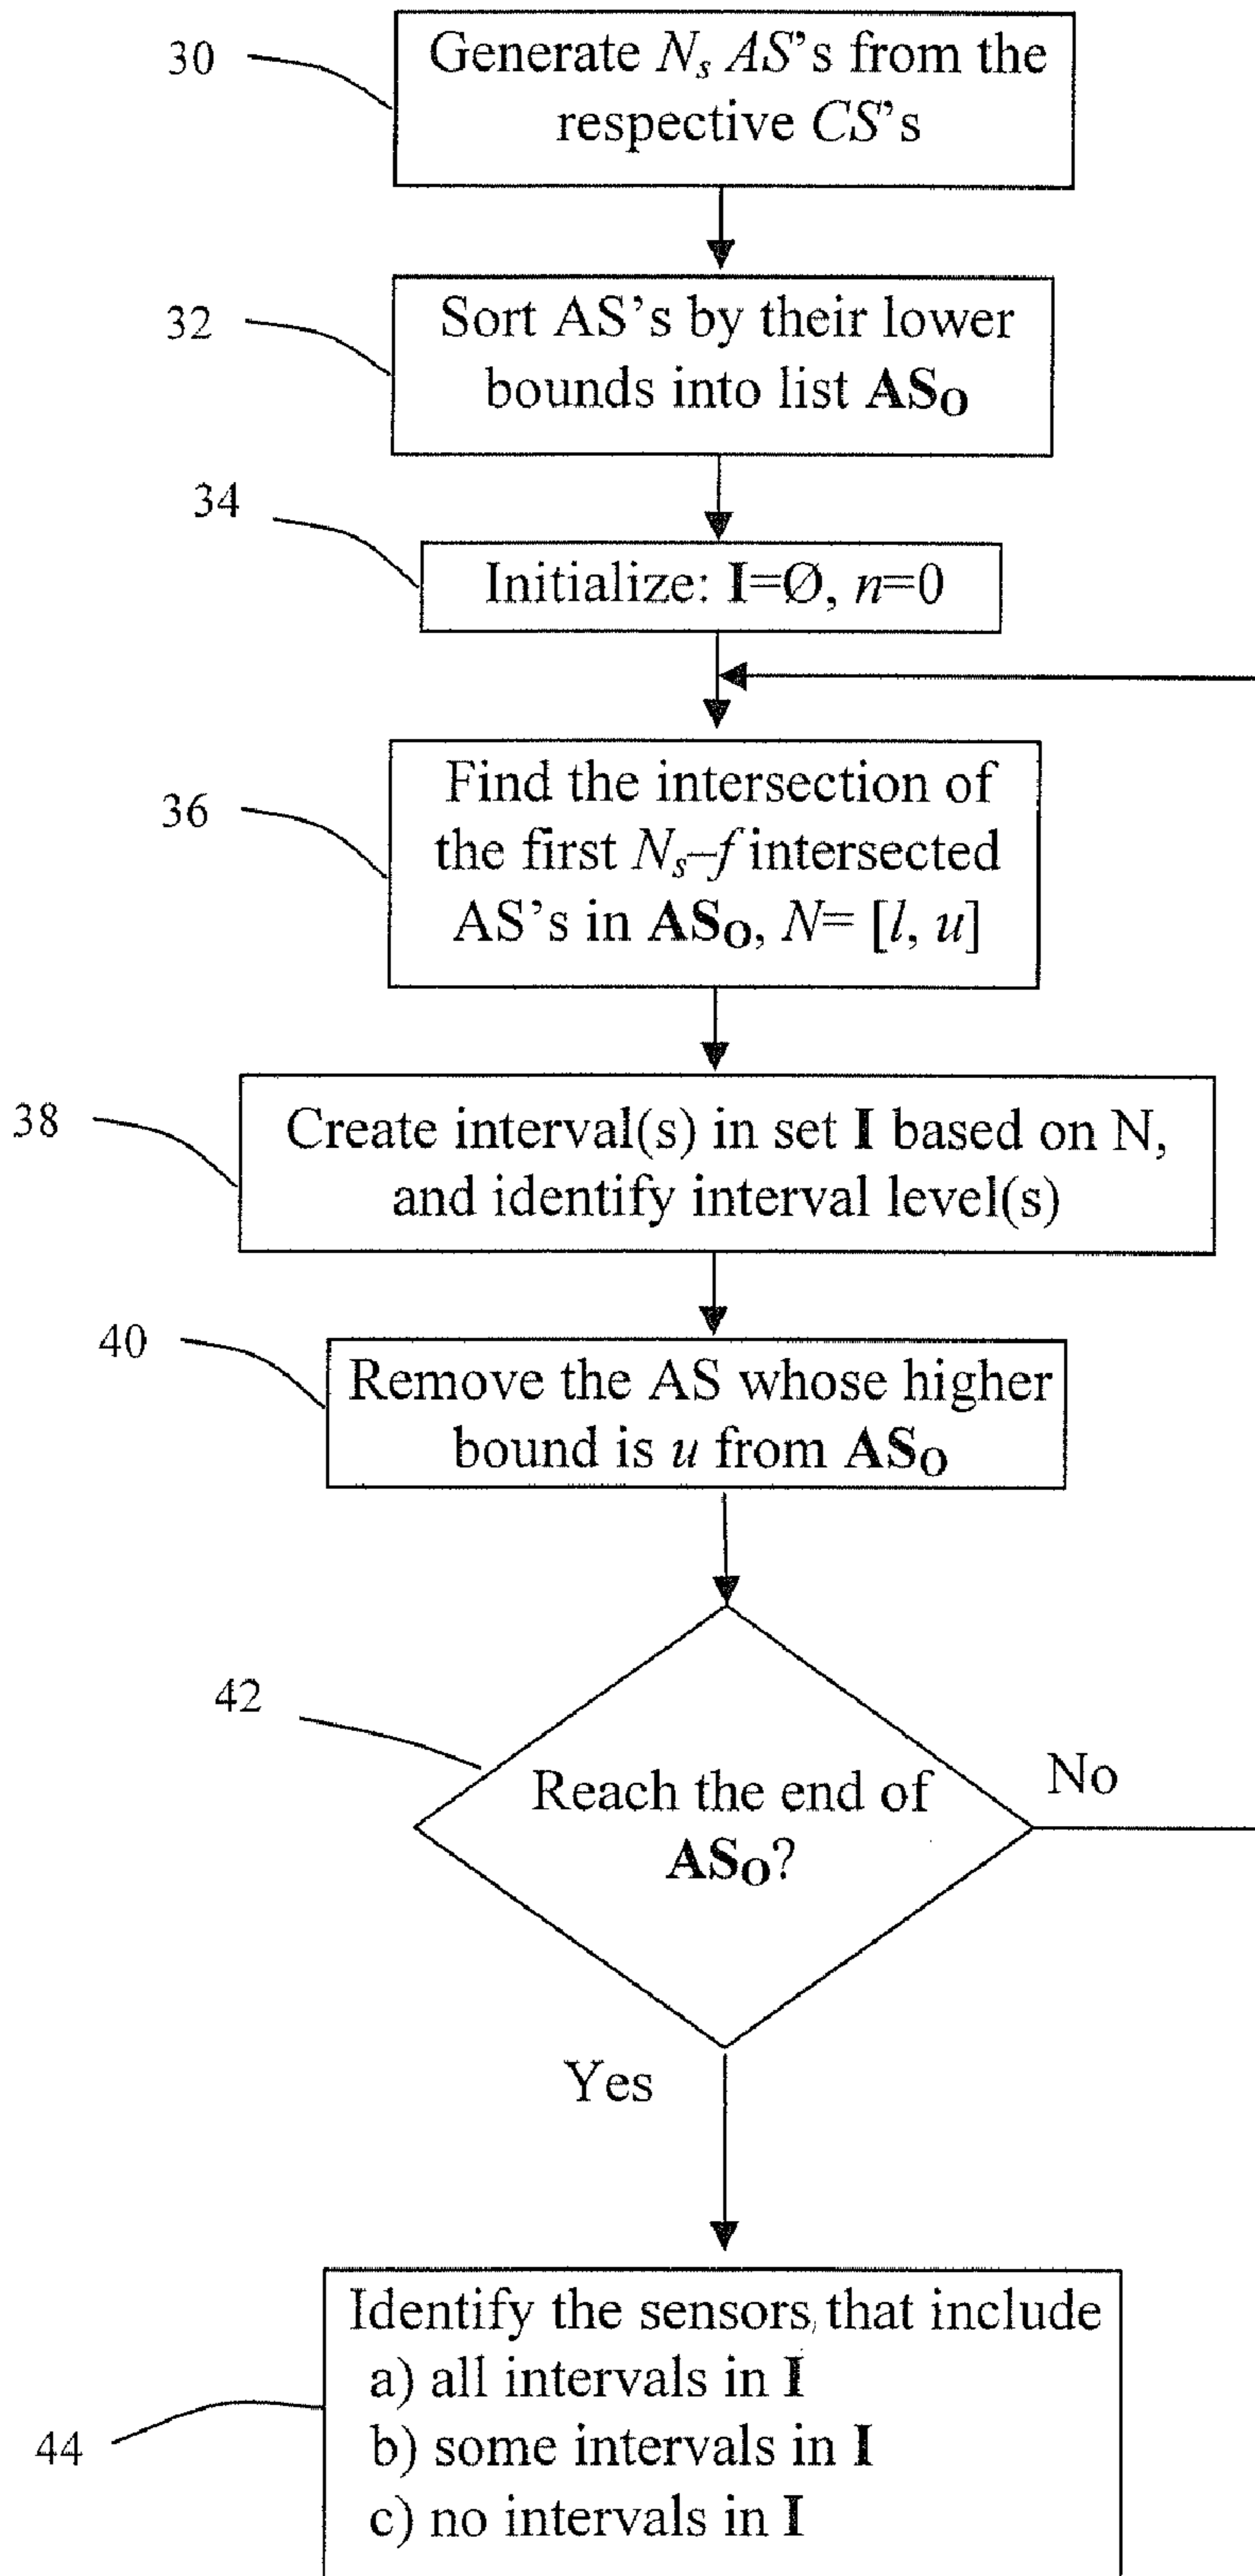 30
Generate Ns AS's from the
respective CS's
32
Sort AS's by their lower
bounds into list ASO
34
Initialize: I=Ø, n=0
36
Find the intersection of
the first Ns–f intersected
AS's in ASO, N= [l, u]
38
Create interval(s) in set I based on N,
and identify interval level(s)
40
Remove the AS whose higher
bound is u from ASO
42
Reach the end of
ASO?
No
Yes
44
Identify the sensors that include
a) all intervals in I
b) some intervals in I
c) no intervals in I